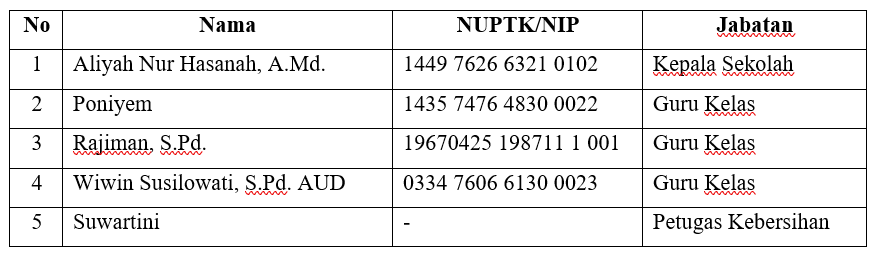 No Nama NUPTK/NIP Jabatan
1 Aliyah Nur Hasanah, A.Md. 1449 7626 6321 0102 Kepala Sekolah
2 Poniyem 1435 7476 4830 0022 Guru Kelas
3 Rajiman, S.Pd. 19670425 198711 1 001 Guru Kelas
4 Wiwin Susilowati, S.Pd. AUD 0334 7606 6130 0023 Guru Kelas
5 Suwartini - Petugas Kebersihan